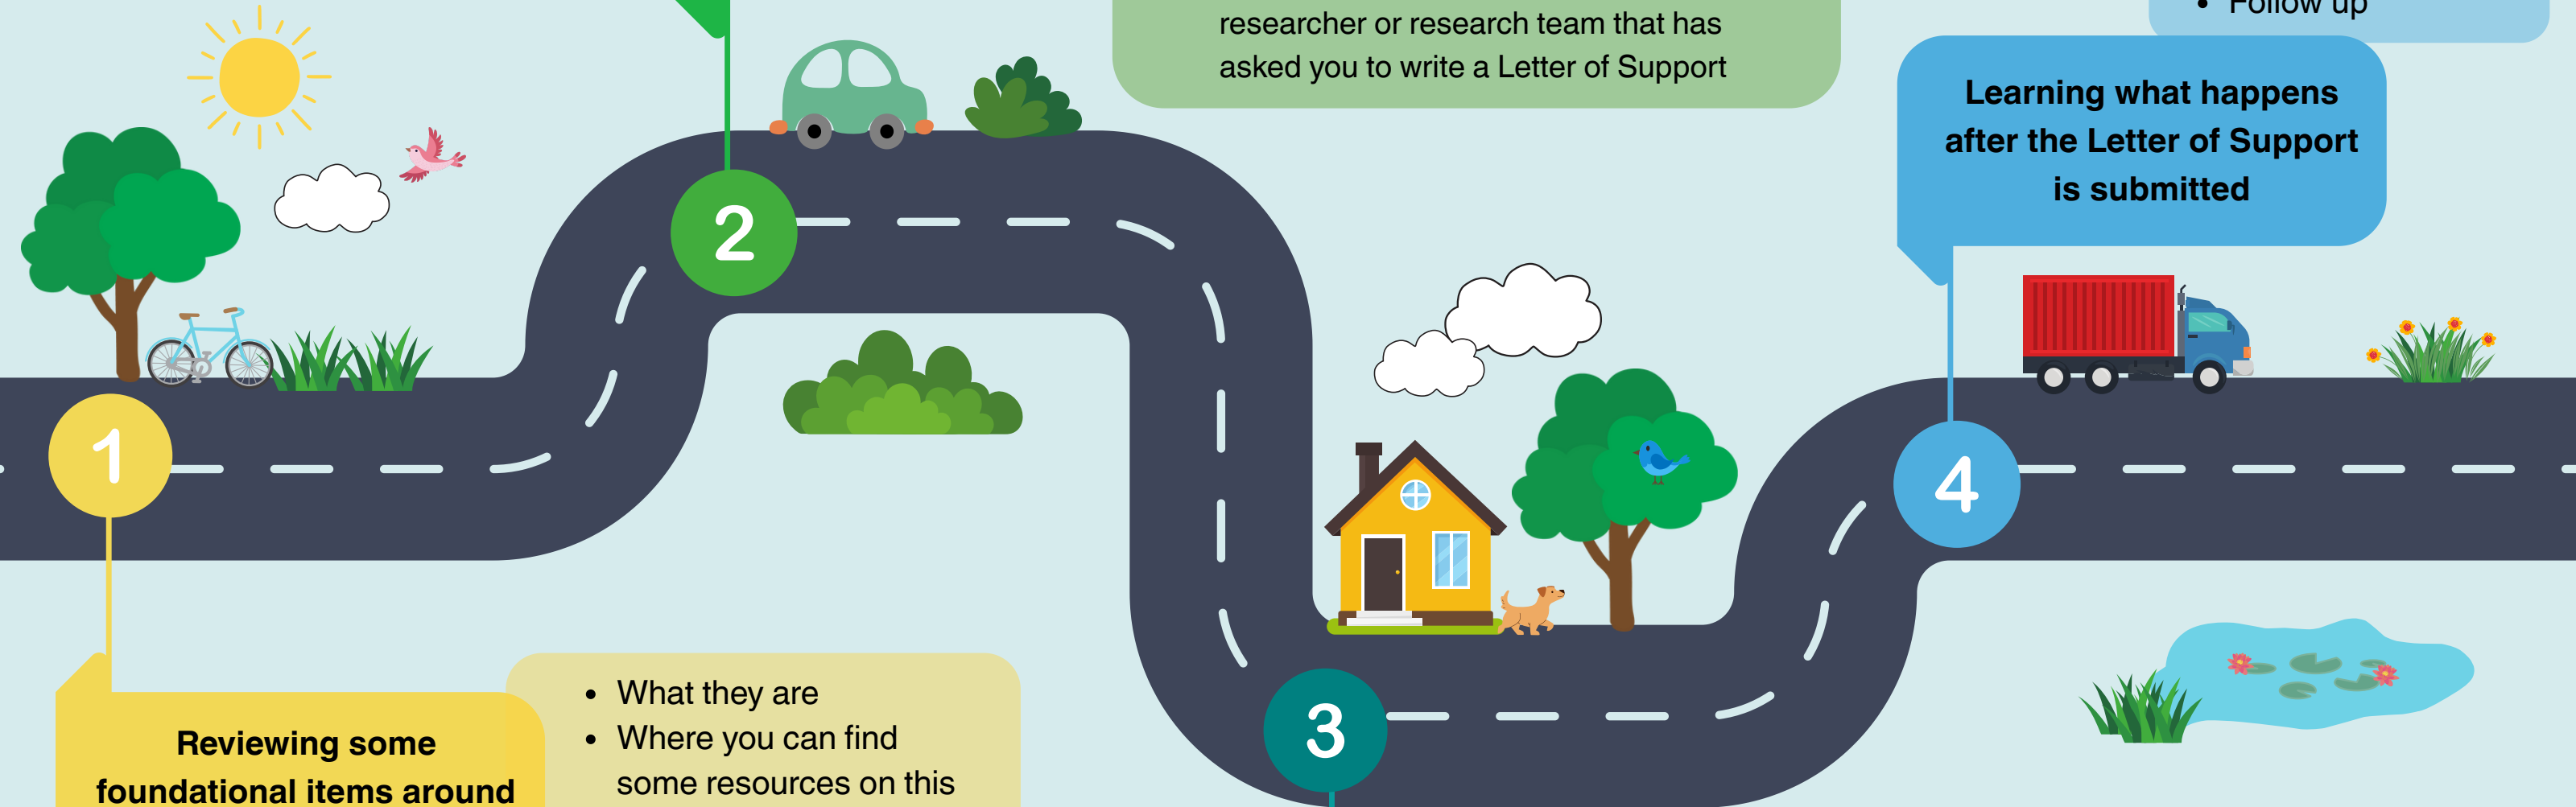 researcher or research team that has
asked you to write a Letter of Support
• Follow up
Learning what happens
after the Letter of Support
is submitted
2
1
4
3
• What they are
• Where you can find
some resources on this
Reviewing some
foundational items around